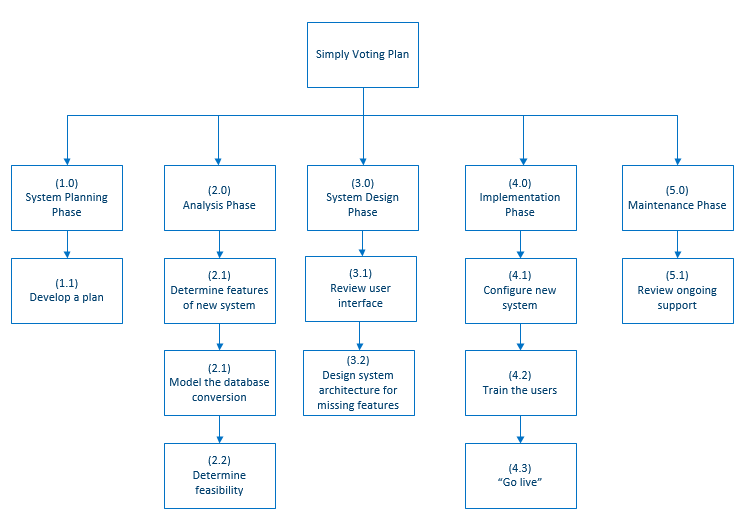 Simply Voting Plan
(1.0)
System Planning
Phase
(2.0)
Analysis Phase
(3.0)
System Design
Phase
(4.0)
Implementation
Phase
(5.0)
Maintenance Phase
(1.1)
Develop a plan
(2.1)
Determine features
of new system
(3.1)
Review user
interface
(4.1)
Configure new
system
(5.1)
Review ongoing
support
(2.1)
Model the database
conversion
(3.2)
Design system
architecture for
missing features
(4.2)
Train the users
(2.2)
Determine
feasibility
(4.3)
“Go live”